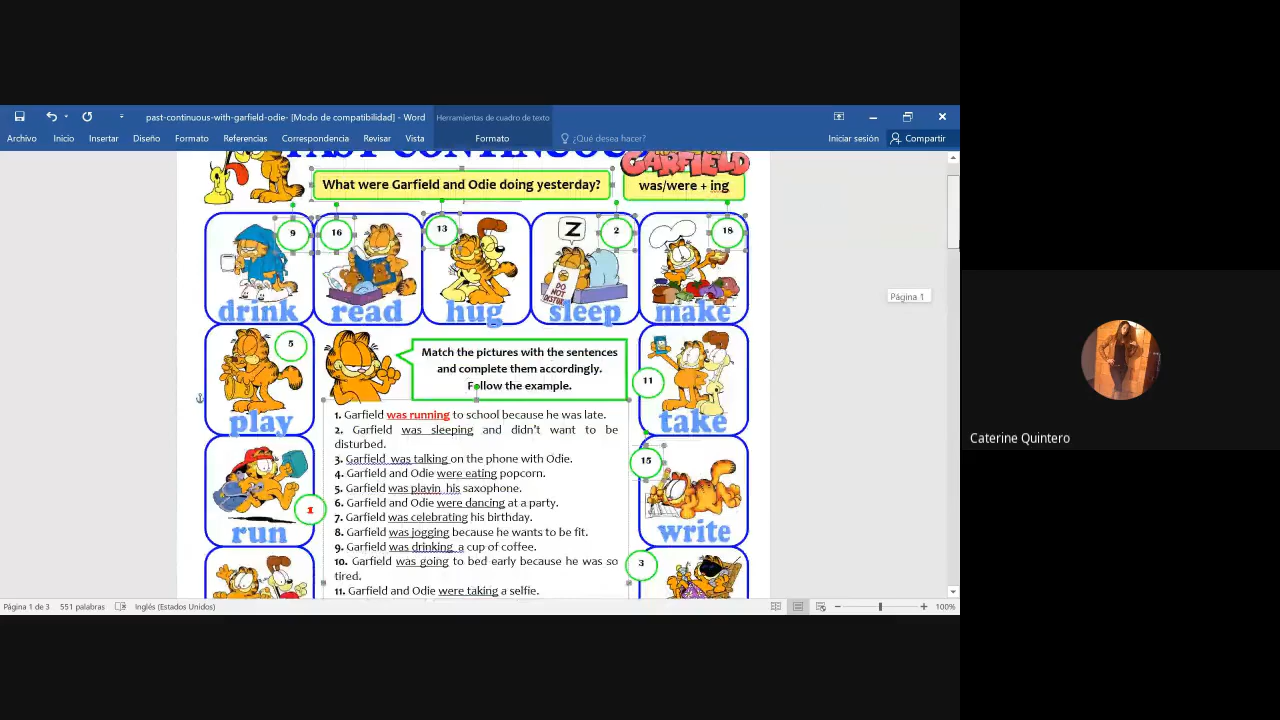 past-continuous-with-garfield-odie- [Modo de compatibilidad] - Word
Herramientas de cuadro de texto
Archivo Inicio Insertar Diseño Formato Referencias Correspondencia Revisar Vista Formato ¿Qué desea hacer? Iniciar sesión Compartir
PAST CONTINUOUS
GARFIELD
What were Garfield and Odie doing yesterday?
was/were + ing
9 16 13 2 18
Z
DO NOT DISTURB
drink read hug sleep make
Página 1
5
Match the pictures with the sentences
and complete them accordingly.
Follow the example.
11
play
take
1. Garfield was running to school because he was late.
2. Garfield was sleeping and didn't want to be
disturbed.
3. Garfield was talking on the phone with Odie.
4. Garfield and Odie were eating popcorn.
5. Garfield was playin his saxophone.
6. Garfield and Odie were dancing at a party.
7. Garfield was celebrating his birthday.
8. Garfield was jogging because he wants to be fit.
9. Garfield was drinking a cup of coffee.
10. Garfield was going to bed early because he was so
tired.
11. Garfield and Odie were taking a selfie.
1
run
15
write
3
Caterine Quintero
Página 1 de 3 551 palabras Inglés (Estados Unidos) 100%